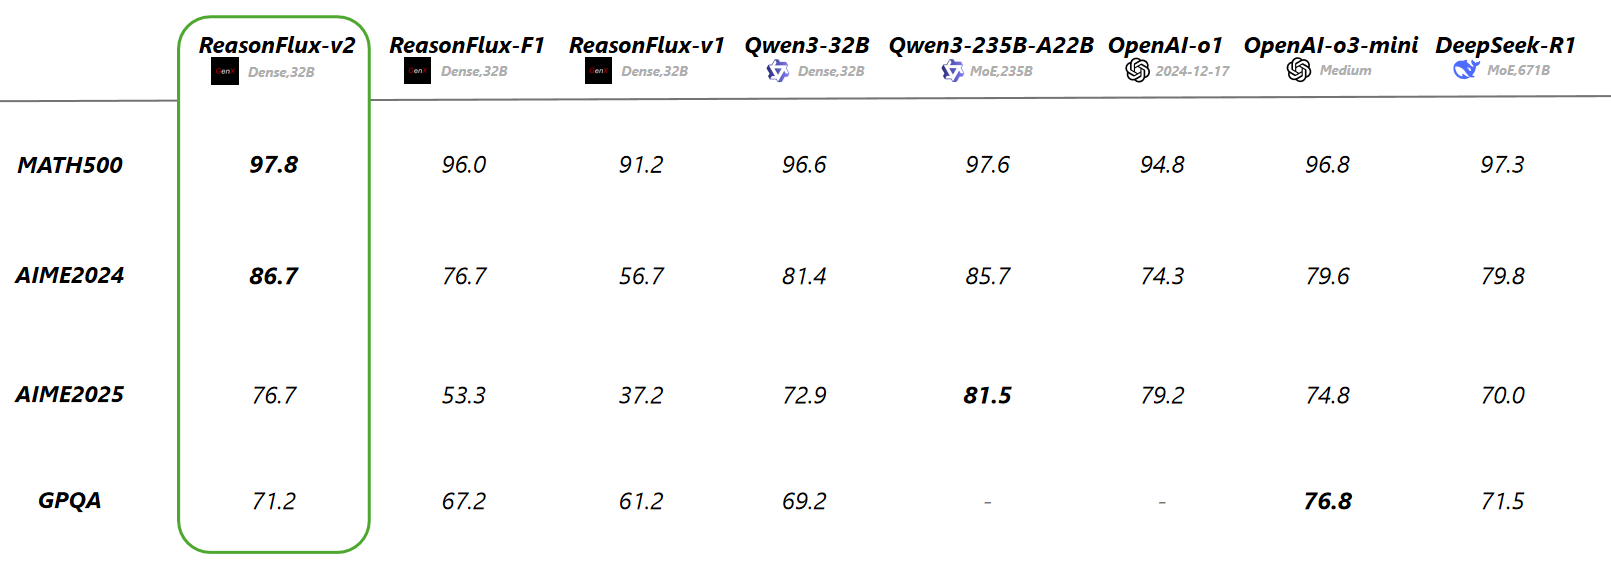 ReasonFlux-v2 ReasonFlux-F1 ReasonFlux-v1 Qwen3-32B Qwen3-235B-A22B OpenAI-o1 OpenAI-o3-mini DeepSeek-R1
GenX Dense,32B GenX Dense,32B GenX Dense,32B Dense,32B MoE,235B 2024-12-17 Medium MoE,671B
MATH500 97.8 96.0 91.2 96.6 97.6 94.8 96.8 97.3
AIME2024 86.7 76.7 56.7 81.4 85.7 74.3 79.6 79.8
AIME2025 76.7 53.3 37.2 72.9 81.5 79.2 74.8 70.0
GPQA 71.2 67.2 61.2 69.2 - - 76.8 71.5